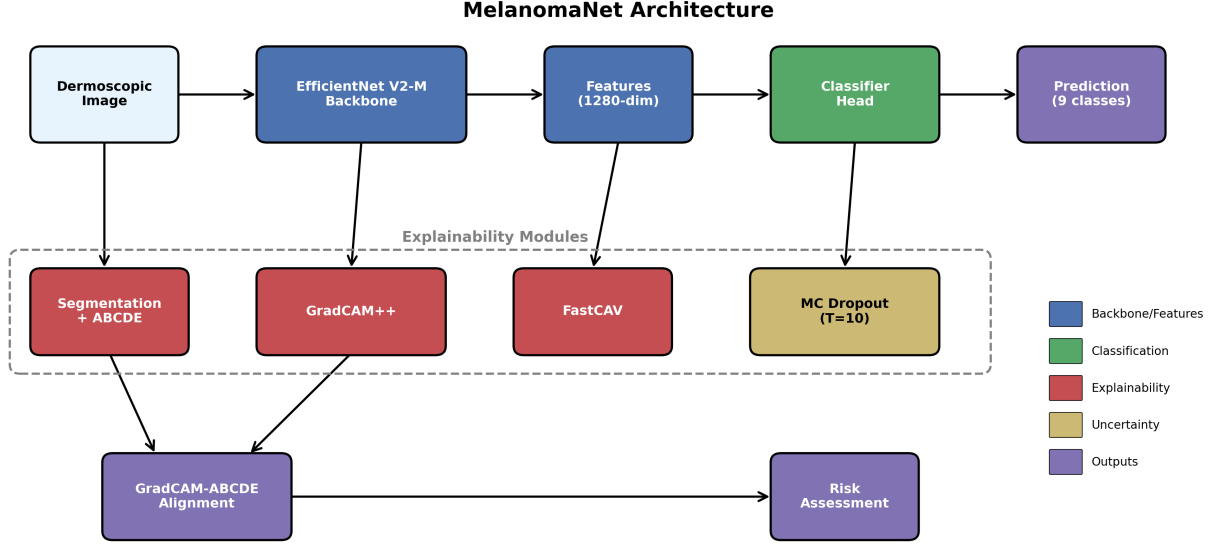 MelanomaNet Architecture
Dermoscopic
Image
EfficientNet V2-M
Backbone
Features
(1280-dim)
Classifier
Head
Prediction
(9 classes)
Explainability Modules
Segmentation
+ ABCDE
GradCAM++
FastCAV
MC Dropout
(T=10)
Backbone/Features
Classification
Explainability
Uncertainty
Outputs
GradCAM-ABCDE
Alignment
Risk
Assessment